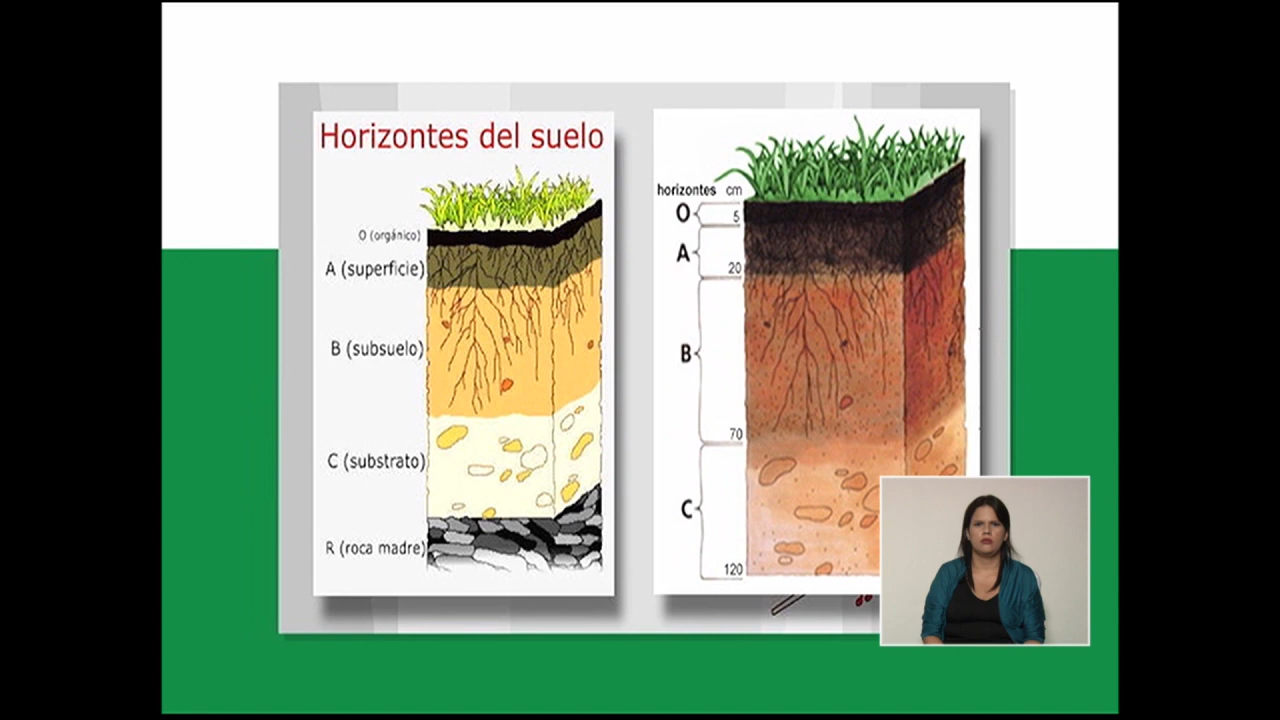 Horizontes del suelo
O (orgánico)
A (superficie)
B (subsuelo)
C (substrato)
R (roca madre)
horizontes cm
O
5
A
20
B
70
C
120